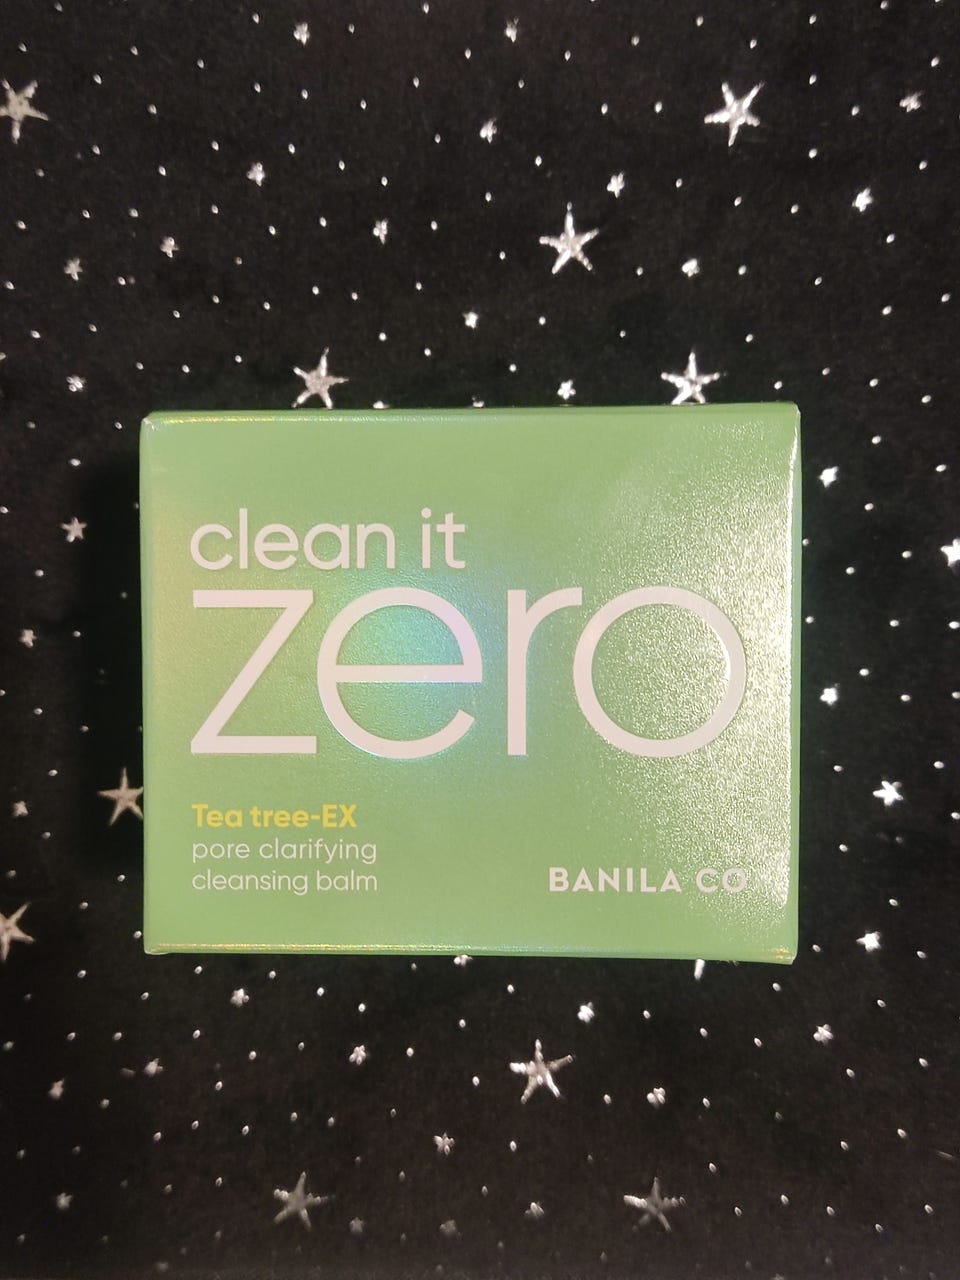 clean it
zero
Tea tree-EX
pore clarifying
cleansing balm
BANILA CO